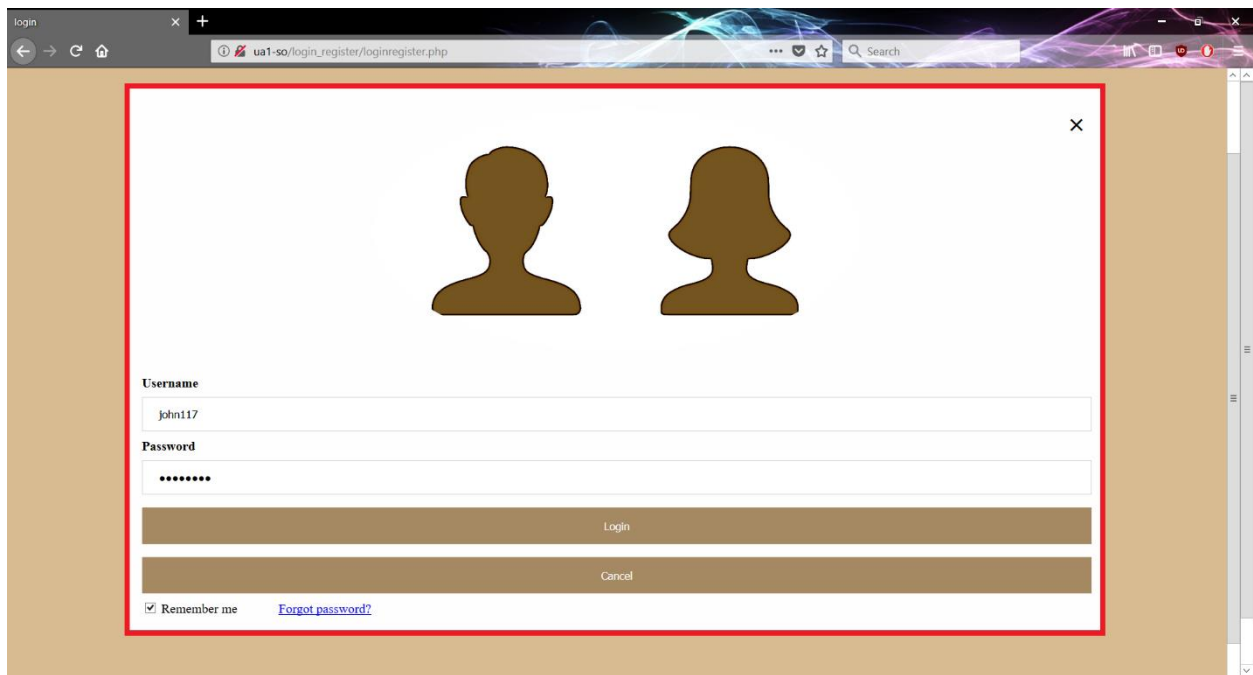 login
ua1-so/login_register/loginregister.php
Search
Username
john117
Password
••••••••
Login
Cancel
Remember me Forgot password?